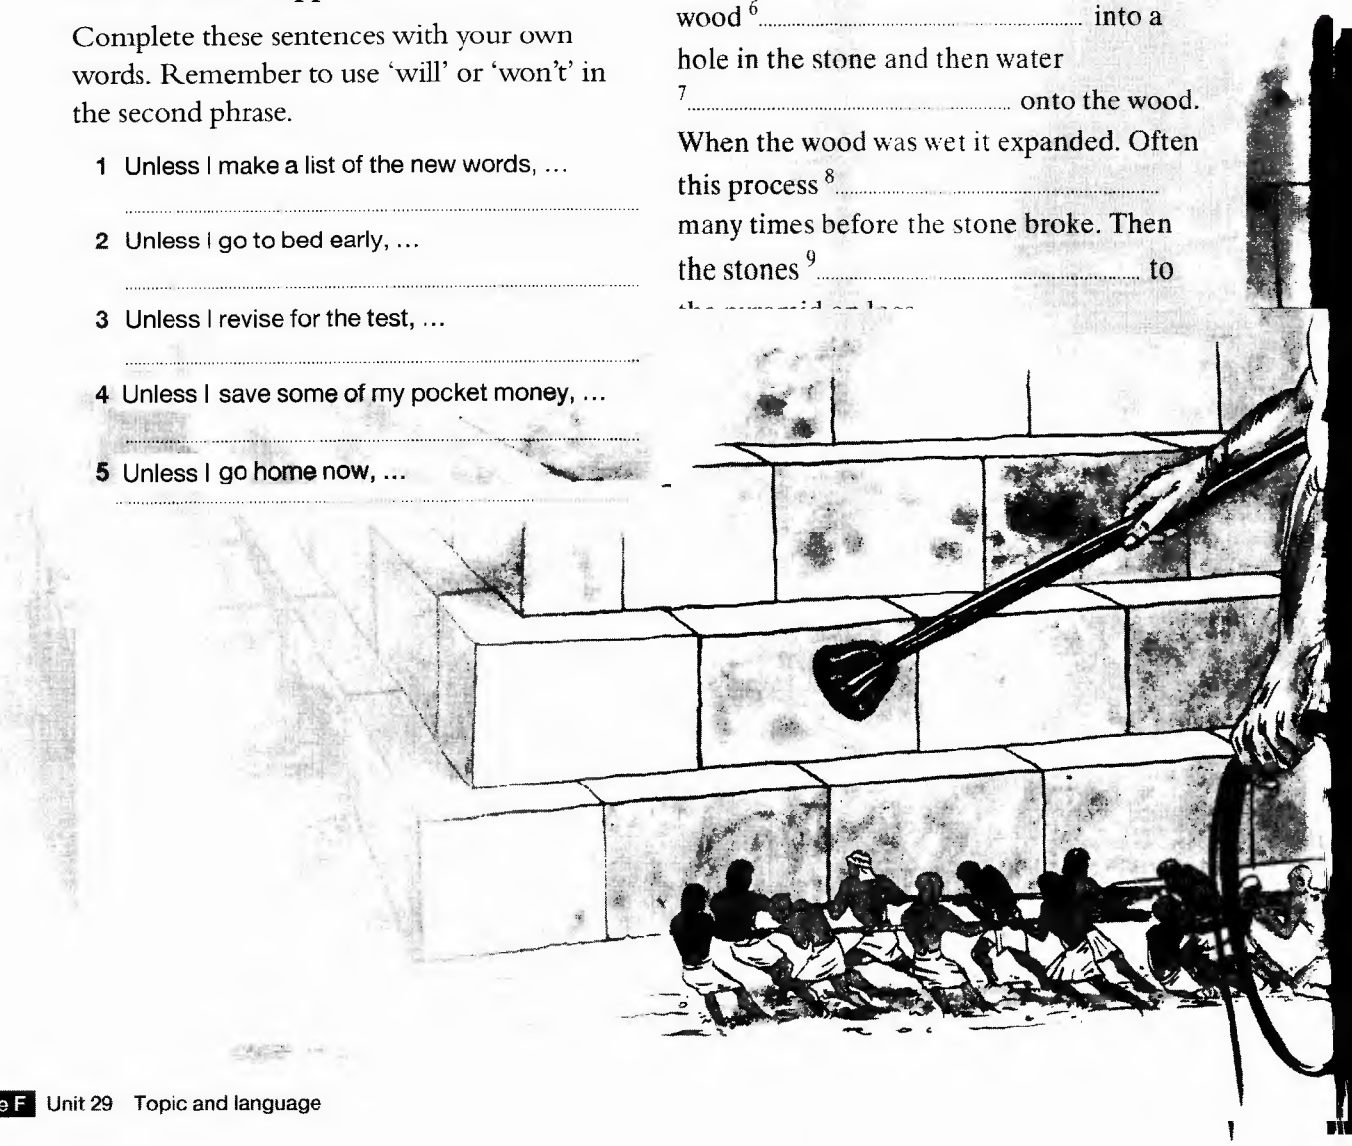 Complete these sentences with your own
words. Remember to use ‘will’ or ‘won’t’ in
the second phrase.
1 Unless I make a list of the new words, ...
2 Unless I go to bed early, ...
3 Unless I revise for the test, ...
4 Unless I save some of my pocket money, ...
5 Unless I go home now, ...
wood 6 into a
hole in the stone and then water
7 onto the wood.
When the wood was wet it expanded. Often
this process 8
many times before the stone broke. Then
the stones 9 to
e F Unit 29 Topic and language